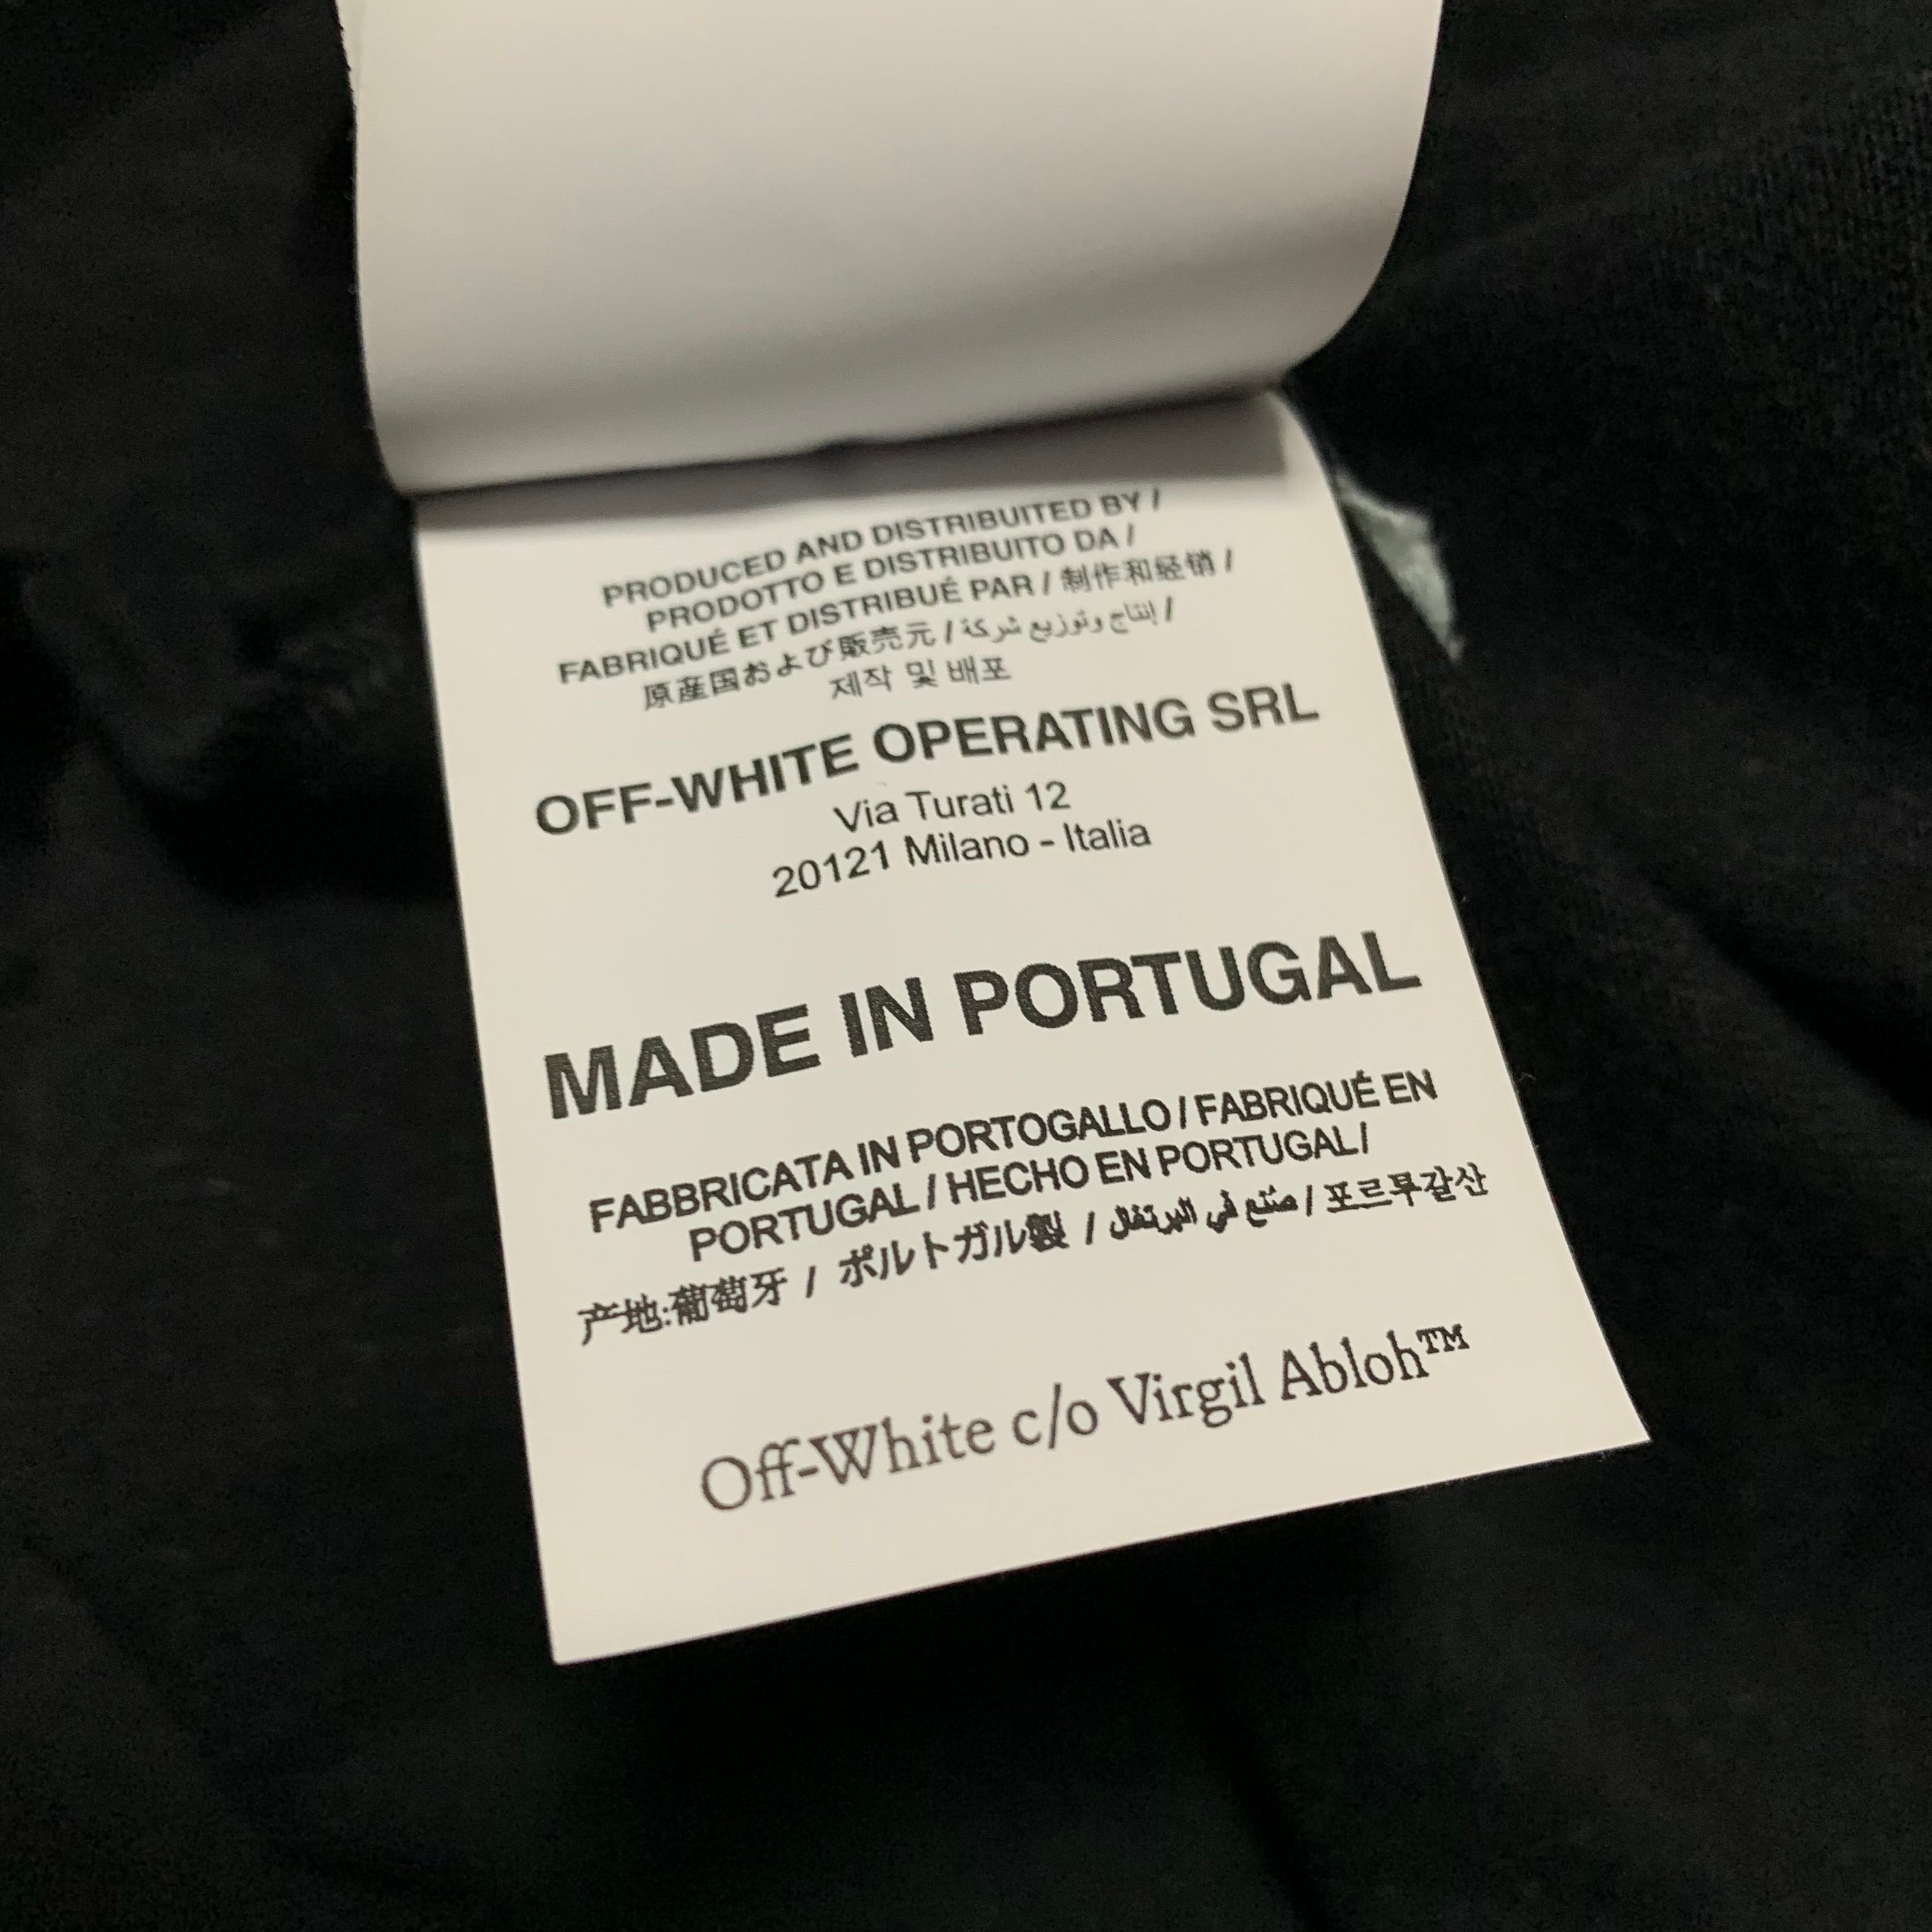 PRODUCED AND DISTRIBUITED BY /
PRODOTTO E DISTRIBUITO DA /
FABRIQUÉ ET DISTRIBUÉ PAR / 制作和经销 /
原産国および販売元 / إنتاج وتوزيع شركة /
제작 및 배포
OFF-WHITE OPERATING SRL
Via Turati 12
20121 Milano - Italia
MADE IN PORTUGAL
FABBRICATA IN PORTOGALLO / FABRIQUÉ EN
PORTUGAL / HECHO EN PORTUGAL /
产地:葡萄牙 / ポルトガル製 / صنع في البرتغال / 포르투갈산
Off-White c/o Virgil Abloh™